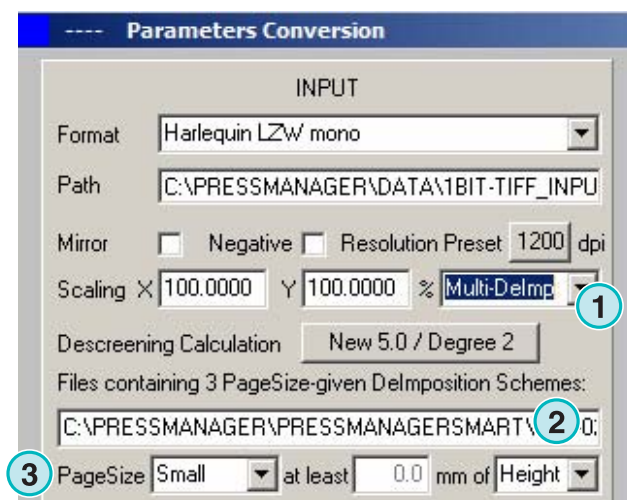 ---- Parameters Conversion
INPUT
Format Harlequin LZW mono
Path C:\PRESSMANAGER\DATA\1BIT-TIFF_INPU
Mirror Negative Resolution Preset 1200 dpi
Scaling X 100.0000 Y 100.0000 % Multi-DeImp 1
Descreening Calculation New 5.0 / Degree 2
Files containing 3 PageSize-given DeImposition Schemes:
C:\PRESSMANAGER\PRESSMANAGERSMART\ 2
3 PageSize Small at least 0.0 mm of Height